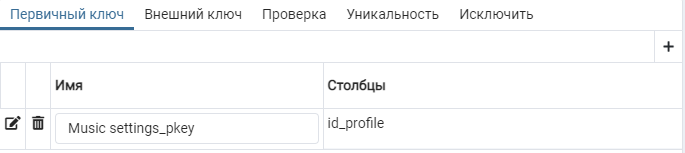 Первичный ключ Внешний ключ Проверка Уникальность Исключить
+
Имя Столбцы
Music settings_pkey id_profile